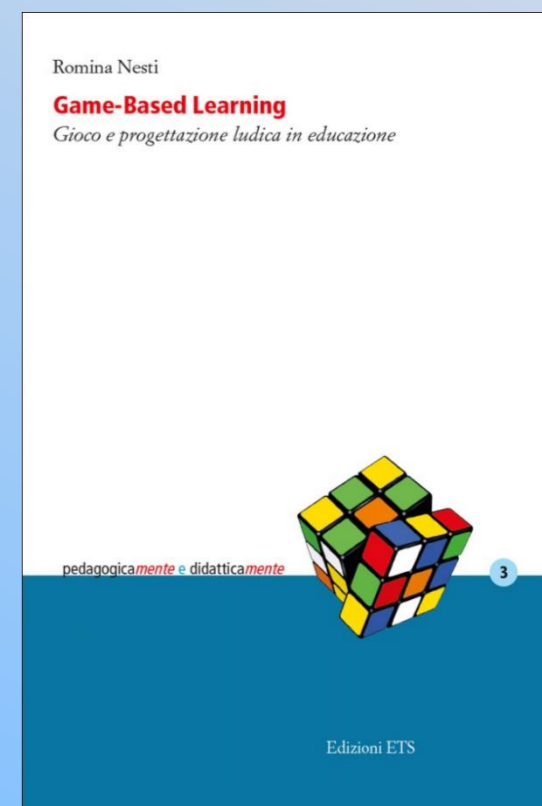 Romina Nesti
Game-Based Learning
Gioco e progettazione ludica in educazione
pedagogicamente e didatticamente
3
Edizioni ETS